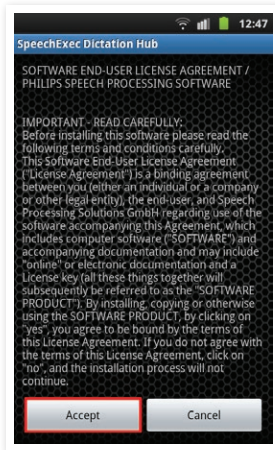 12:47
SpeechExec Dictation Hub
SOFTWARE END-USER LICENSE AGREEMENT /
PHILIPS SPEECH PROCESSING SOFTWARE
IMPORTANT - READ CAREFULLY:
Before installing this software please read the
following terms and conditions carefully.
This Software End-User License Agreement
("License Agreement") is a binding agreement
between you (either an individual or a company
or other legal entity), the end-user, and Speech
Processing Solutions GmbH regarding use of the
software accompanying this Agreement, which
includes computer software ("SOFTWARE") and
accompanying documentation and may include
"online" or electronic documentation and a
License key (all these things together will
subsequently be referred to as the "SOFTWARE
PRODUCT"). By installing, copying or otherwise
using the SOFTWARE PRODUCT, by clicking on
"yes", you agree to be bound by the terms of
this License Agreement. If you do not agree with
the terms of this License Agreement, click on
"no", and the installation process will not
continue.
Accept Cancel